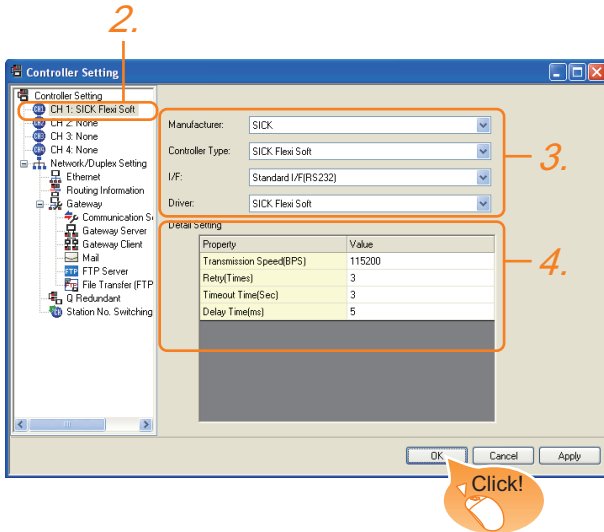 2.
Controller Setting
Controller Setting
CH 1: SICK Flexi Soft
CH 2: None
CH 3: None
CH 4: None
Network/Duplex Setting
Ethernet
Routing Information
Gateway
Communication S
Gateway Server
Gateway Client
Mail
FTP Server
File Transfer (FTP
Q Redundant
Station No. Switching
Manufacturer: SICK
Controller Type: SICK Flexi Soft
I/F: Standard I/F(RS232)
Driver: SICK Flexi Soft
3.
Detail Setting
Property Value
Transmission Speed(BPS) 115200
Retry(Times) 3
Timeout Time(Sec) 3
Delay Time(ms) 5
4.
OK Cancel Apply
Click!